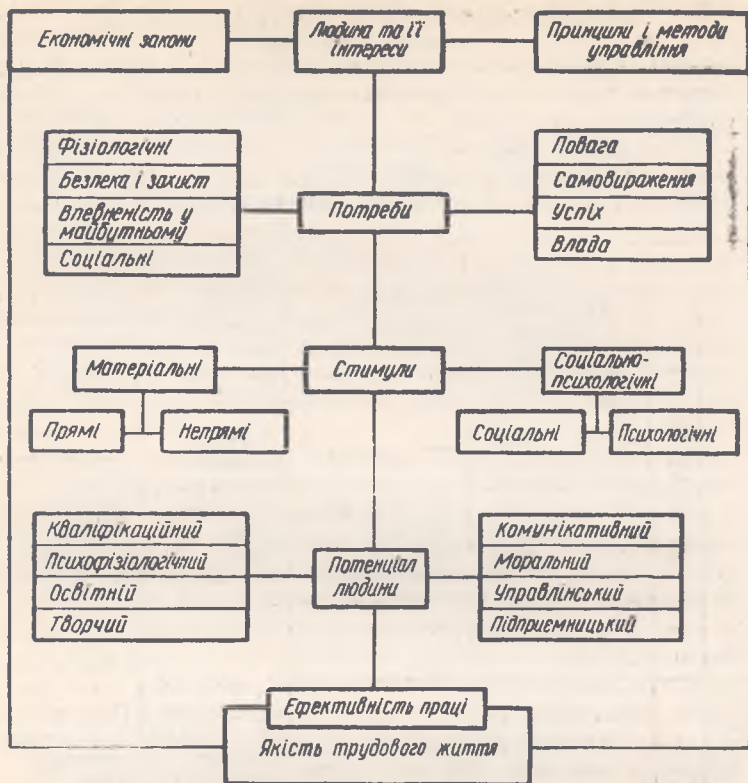 Економічні закони
Людина та її
інтереси
Принципи і методи
управління
Фізіологічні
Безпека і захист
Впевненість у
майбутньому
Соціальні
Потреби
Повага
Самовираження
Успіх
Влада
Матеріальні
Стимули
Соціально-
психологічні
Прямі
Непрямі
Соціальні
Психологічні
Кваліфікаційний
Психофізіологічний
Освітній
Творчий
Потенціал
людини
Комунікативний
Моральний
Управлінський
Підприємницький
Ефективність праці
Якість трудового життя